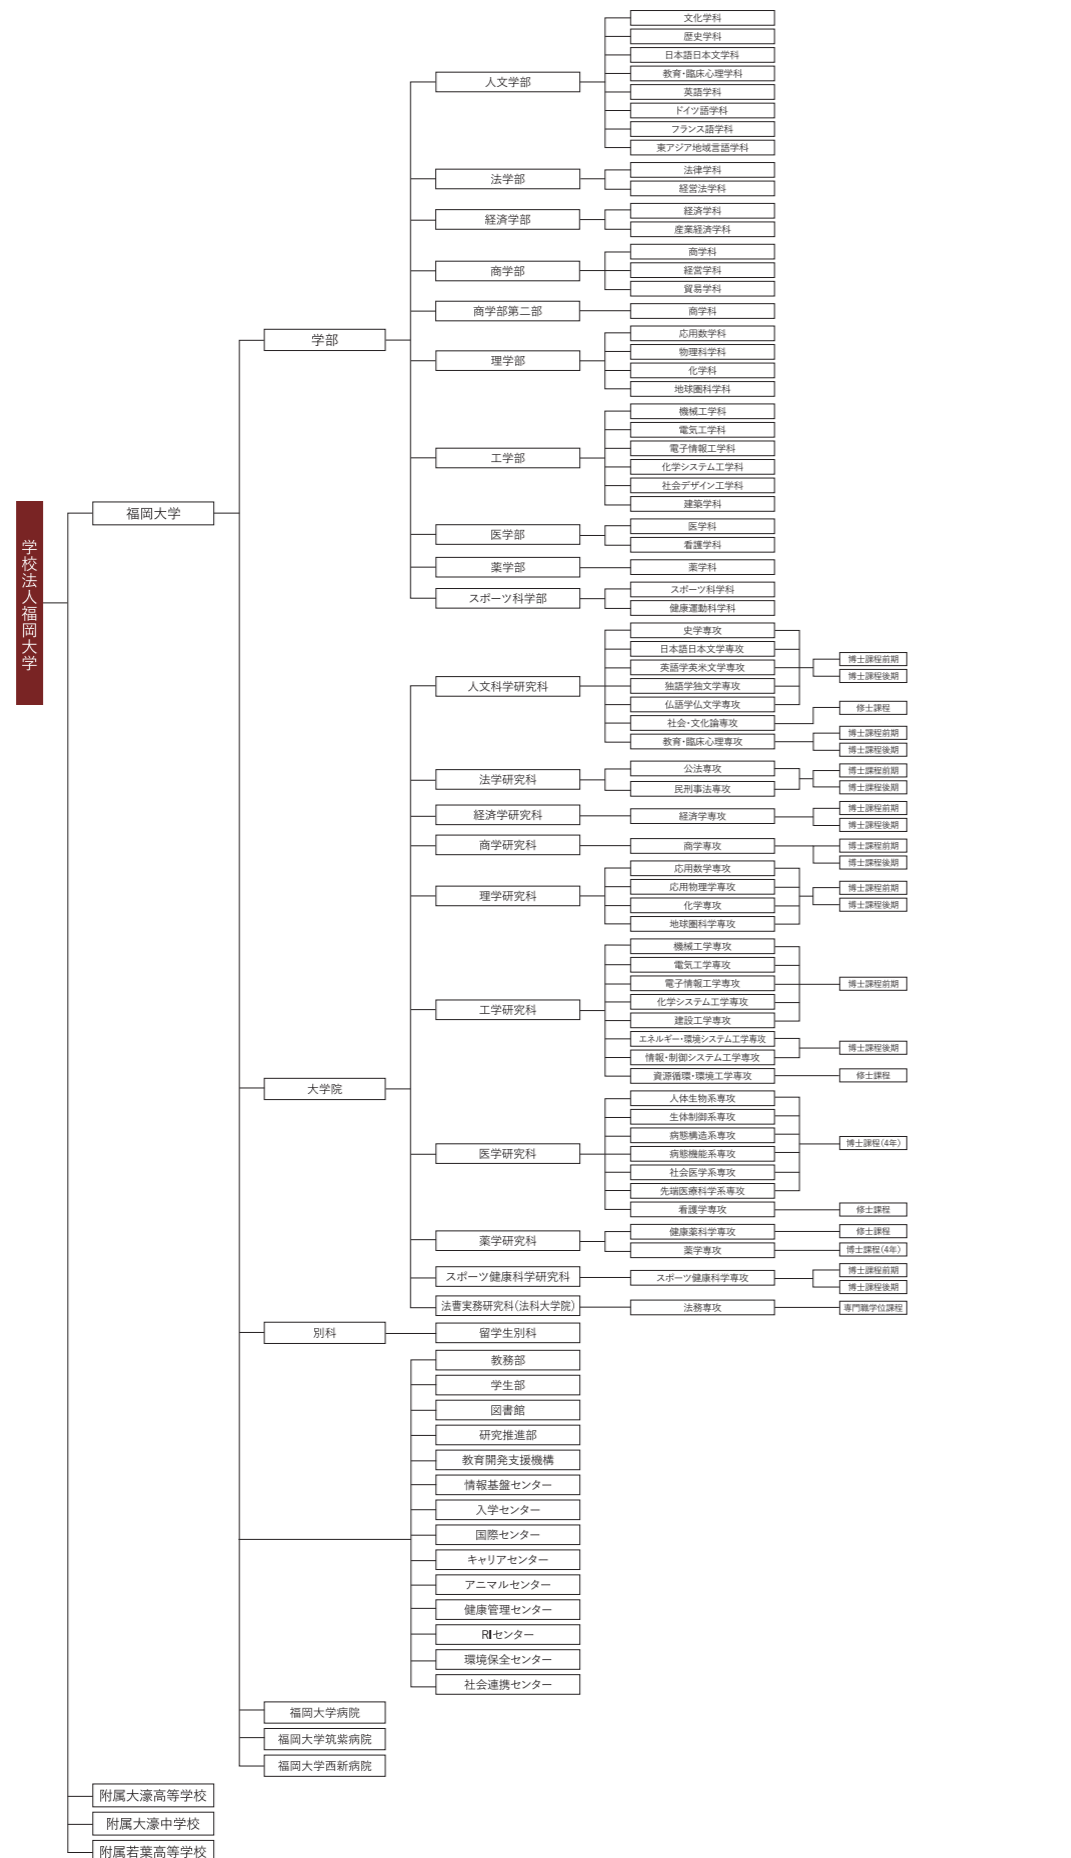 学校法人福岡大学
福岡大学
学部
人文学部
文化学科
歴史学科
日本語日本文学科
教育・臨床心理学科
英語学科
ドイツ語学科
フランス語学科
東アジア地域言語学科
法学部
法律学科
経営法学科
経済学部
経済学科
産業経済学科
商学部
商学科
経営学科
貿易学科
商学部第二部
商学科
理学部
応用数学科
物理科学科
化学科
地球圏科学科
工学部
機械工学科
電気工学科
電子情報工学科
化学システム工学科
社会デザイン工学科
建築学科
医学部
医学科
看護学科
薬学部
薬学科
スポーツ科学部
スポーツ科学科
健康運動科学科
大学院
人文科学研究科
史学専攻
日本語日本文学専攻
英語学英米文学専攻
独語学独文学専攻
仏語学仏文学専攻
博士課程前期
博士課程後期
社会・文化論専攻
修士課程
教育・臨床心理専攻
博士課程前期
博士課程後期
法学研究科
公法専攻
民刑事法専攻
博士課程前期
博士課程後期
経済学研究科
経済学専攻
博士課程前期
博士課程後期
商学研究科
商学専攻
博士課程前期
博士課程後期
理学研究科
応用数学専攻
応用物理学専攻
化学専攻
地球圏科学専攻
博士課程前期
博士課程後期
工学研究科
機械工学専攻
電気工学専攻
電子情報工学専攻
化学システム工学専攻
建設工学専攻
博士課程前期
エネルギー・環境システム工学専攻
情報・制御システム工学専攻
博士課程後期
資源循環・環境工学専攻
修士課程
医学研究科
人体生物系専攻
生体制御系専攻
病態構造系専攻
病態機能系専攻
社会医学系専攻
先端医療科学系専攻
博士課程(4年)
看護学専攻
修士課程
薬学研究科
健康薬科学専攻
修士課程
薬学専攻
博士課程(4年)
スポーツ健康科学研究科
スポーツ健康科学専攻
博士課程前期
博士課程後期
法曹実務研究科(法科大学院)
法務専攻
専門職学位課程
別科
留学生別科
教務部
学生部
図書館
研究推進部
教育開発支援機構
情報基盤センター
入学センター
国際センター
キャリアセンター
アニマルセンター
健康管理センター
RIセンター
環境保全センター
社会連携センター
福岡大学病院
福岡大学筑紫病院
福岡大学西新病院
附属大濠高等学校
附属大濠中学校
附属若葉高等学校